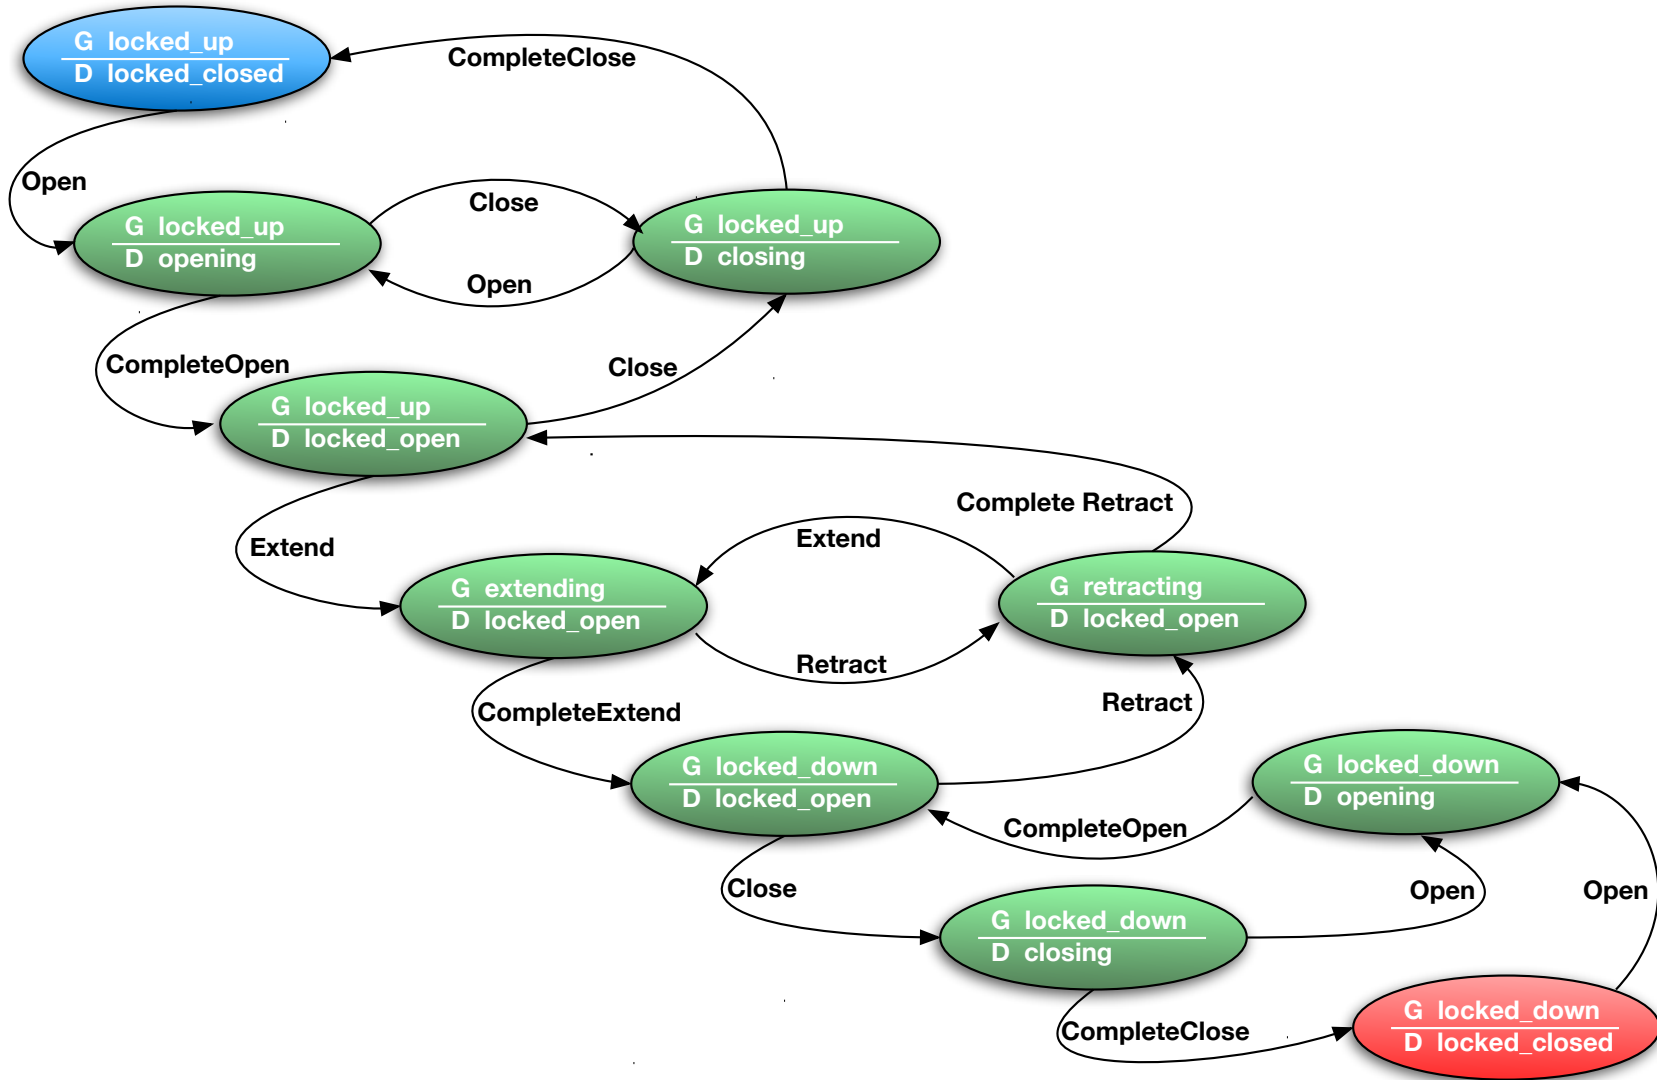 G locked_up
D locked_closed
CompleteClose
Open
G locked_up
D opening
Close
G locked_up
D closing
Open
CompleteOpen
Close
G locked_up
D locked_open
Complete Retract
Extend
Extend
G extending
D locked_open
G retracting
D locked_open
Retract
CompleteExtend
Retract
G locked_down
D locked_open
G locked_down
D opening
CompleteOpen
Close
Open
Open
G locked_down
D closing
CompleteClose
G locked_down
D locked_closed